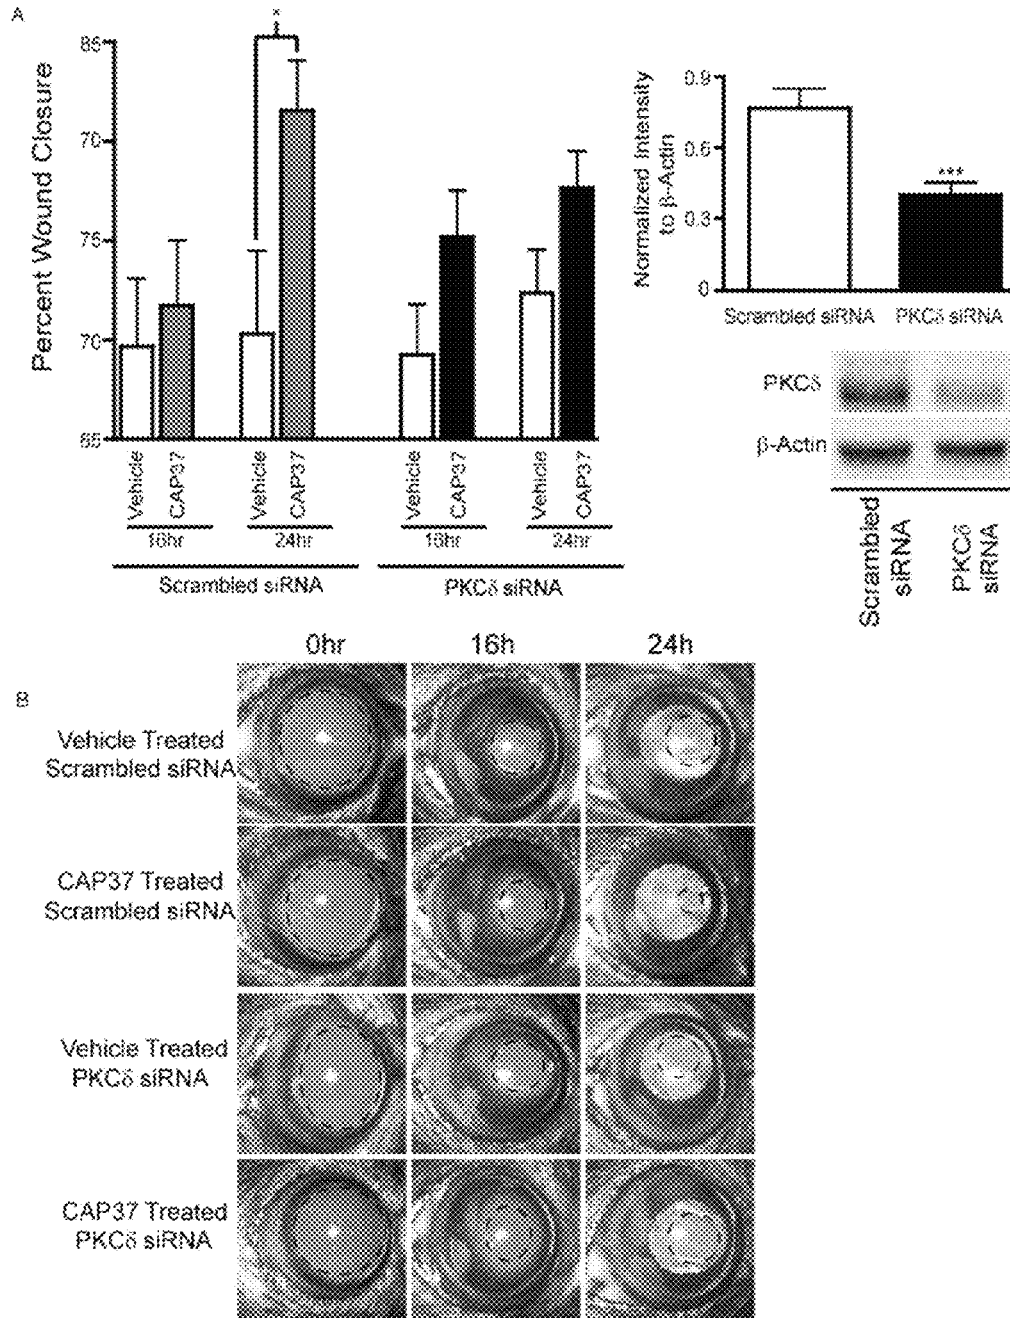 A
Percent Wound Closure
85
70
75
70
65
*
Vehicle
CAP37
Vehicle
CAP37
Vehicle
CAP37
Vehicle
CAP37
16hr
24hr
16hr
24hr
Scrambled siRNA
PKCδ siRNA
Normalized Intensity
to β-Actin
0.9
0.6
0.3
0
***
Scrambled siRNA
PKCδ siRNA
PKCδ
β-Actin
Scrambled
siRNA
PKCδ
siRNA
B
0hr
16h
24h
Vehicle Treated
Scrambled siRNA
CAP37 Treated
Scrambled siRNA
Vehicle Treated
PKCδ siRNA
CAP37 Treated
PKCδ siRNA